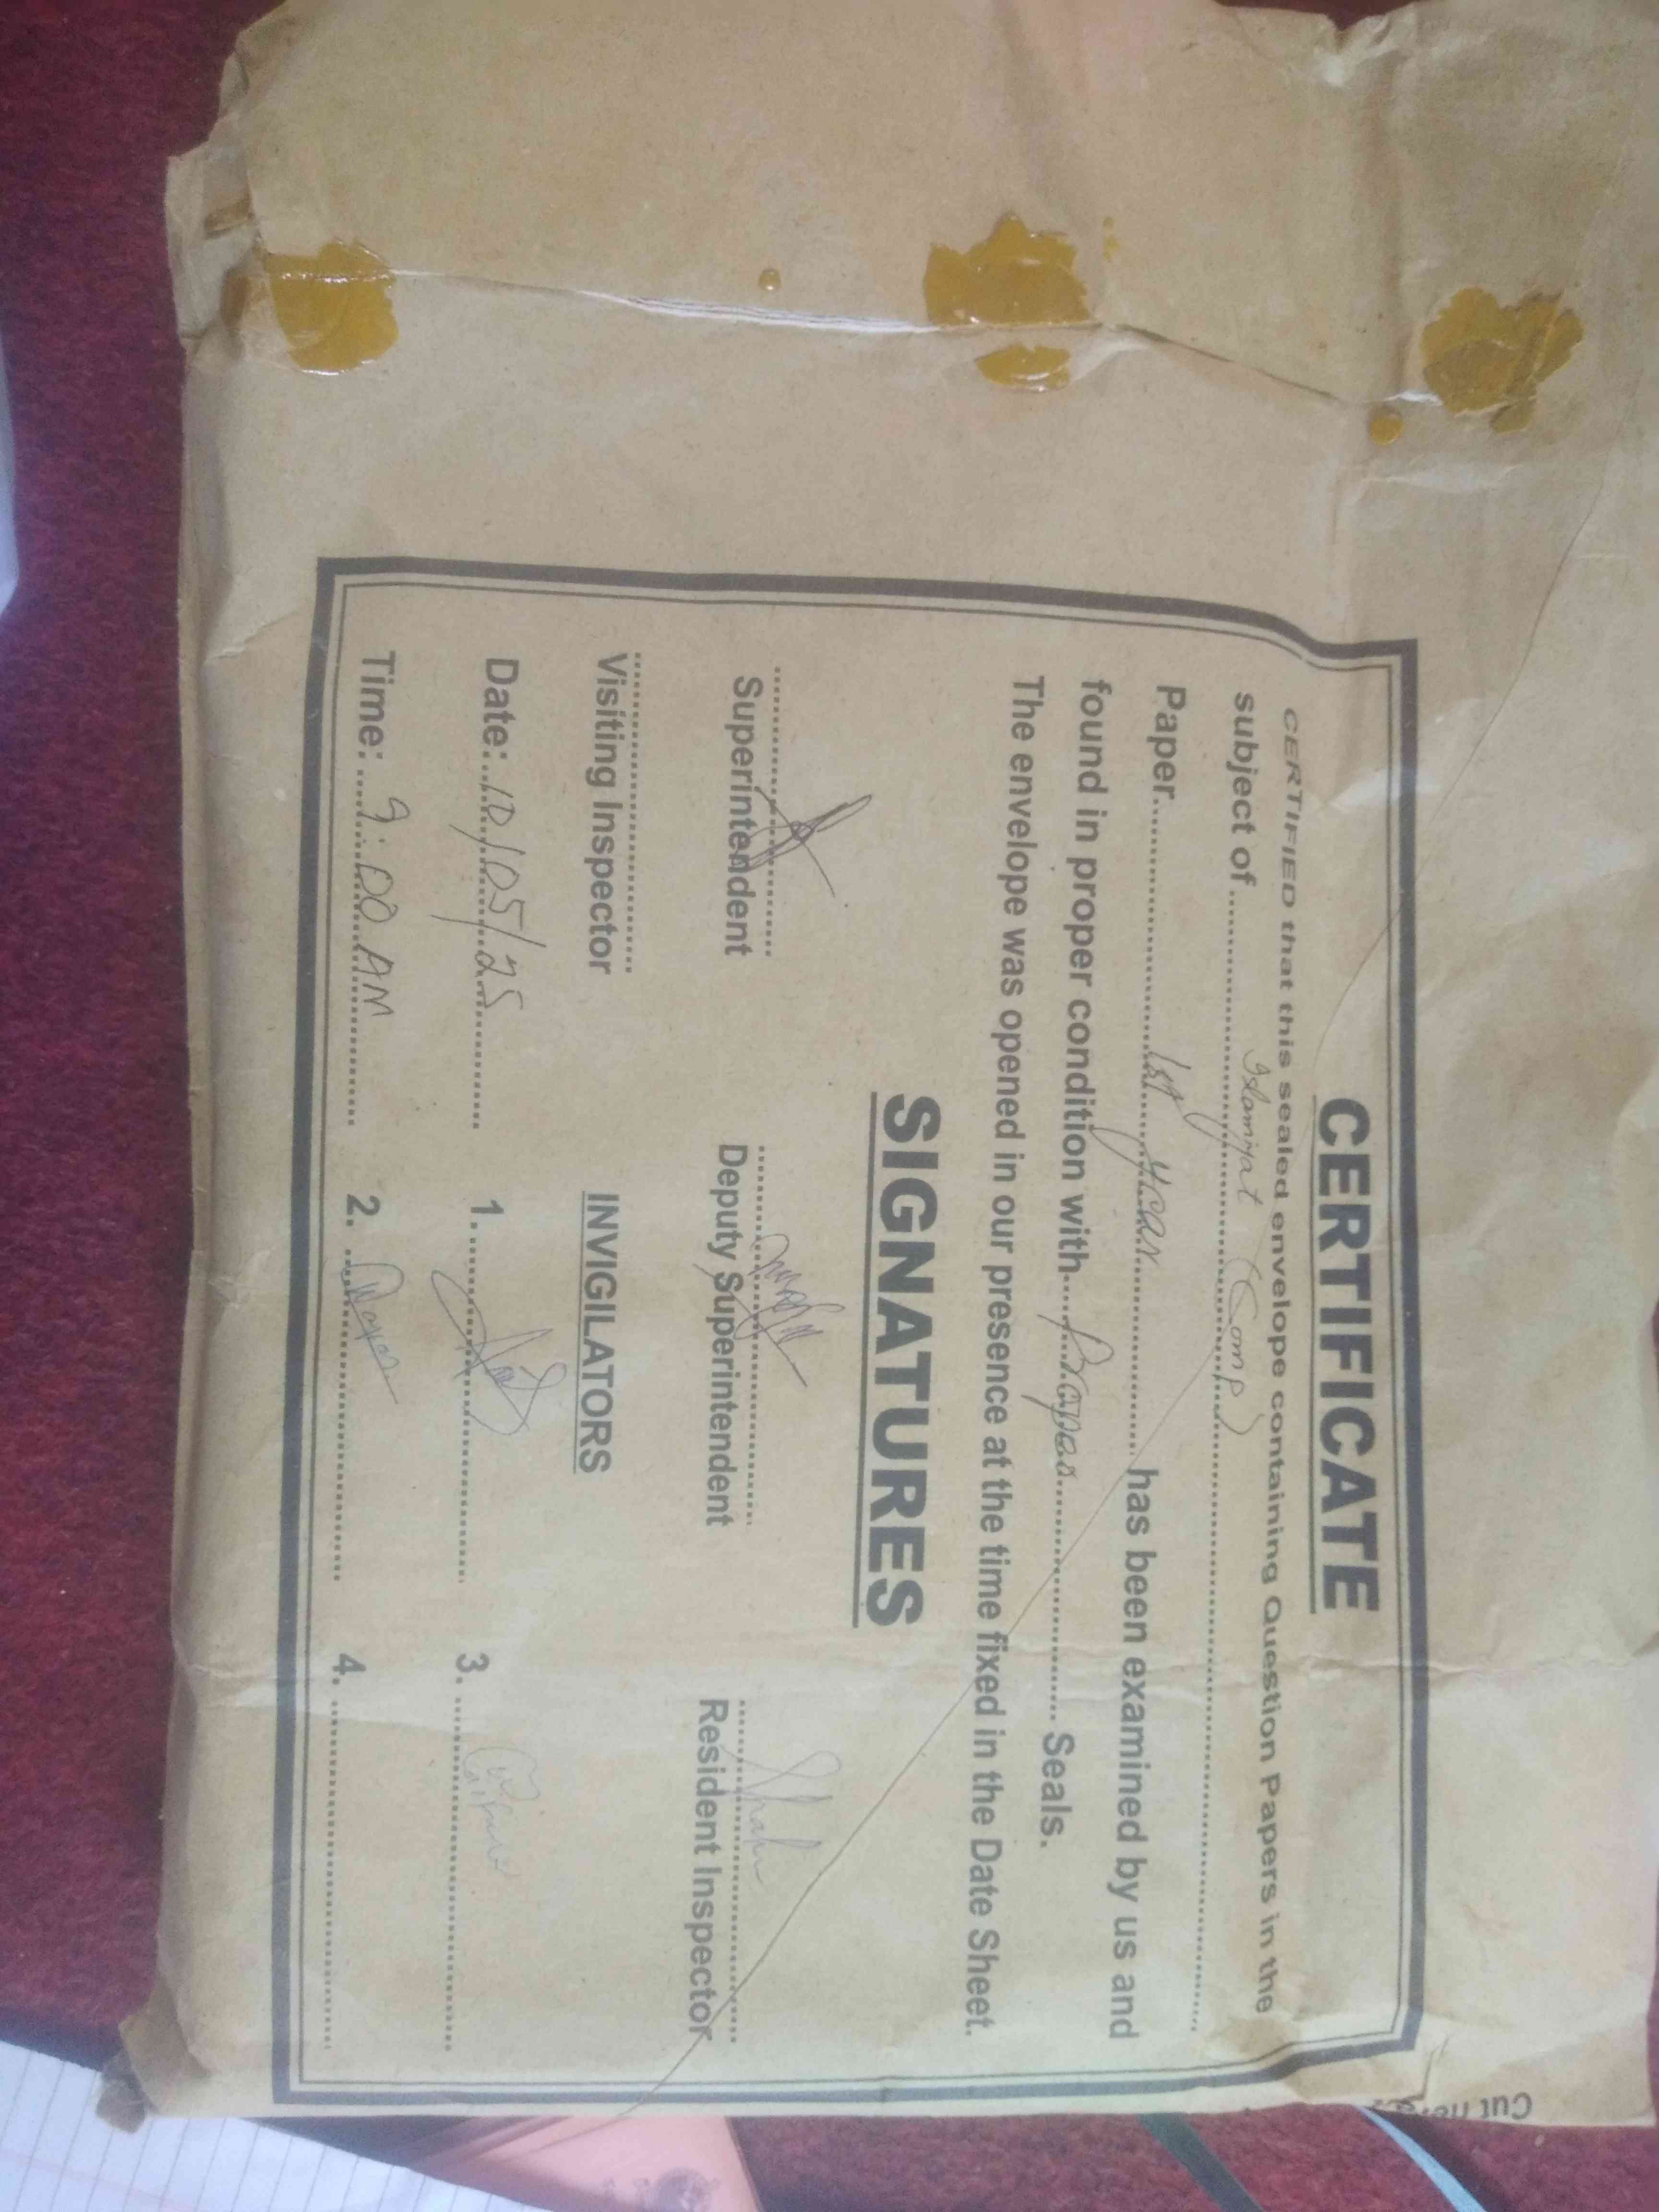 CERTIFICATE
CERTIFIED that this sealed envelope containing Question Papers in the
subject of.......... Islamiyat (Comp)
Paper.......... 1st year .......... has been examined by us and
found in proper condition with.......... Proper .......... Seals.
The envelope was opened in our presence at the time fixed in the Date Sheet.
SIGNATURES
Superintendent Deputy Superintendent Resident Inspector
Visiting Inspector INVIGILATORS
Date: 10/05/25 1. 3.
Time: 9:00 AM 2. 4.
Cut